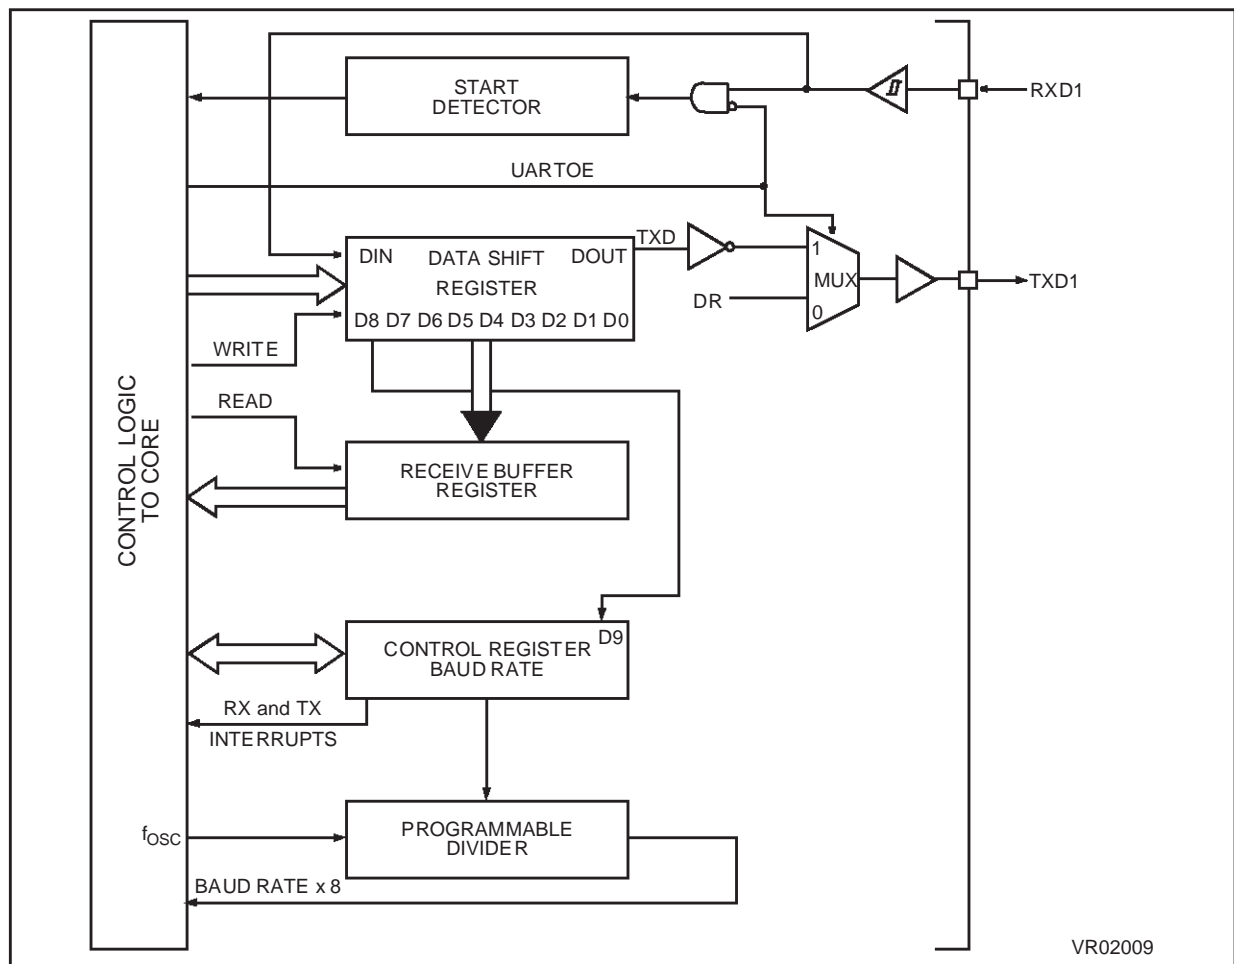 START
DETECTOR
RXD1
UARTOE
TXD
DIN DATA SHIFT DOUT
REGISTER
D8 D7 D6 D5 D4 D3 D2 D1 D0
1
MUX
0
DR
TXD1
WRITE
READ
CONTROL LOGIC
TO CORE
RECEIVE BUFFER
REGISTER
D9
CONTROL REGISTER
BAUD RATE
RX and TX
INTERRUPTS
fOSC
PROGRAMMABLE
DIVIDER
BAUD RATE x 8
VR02009